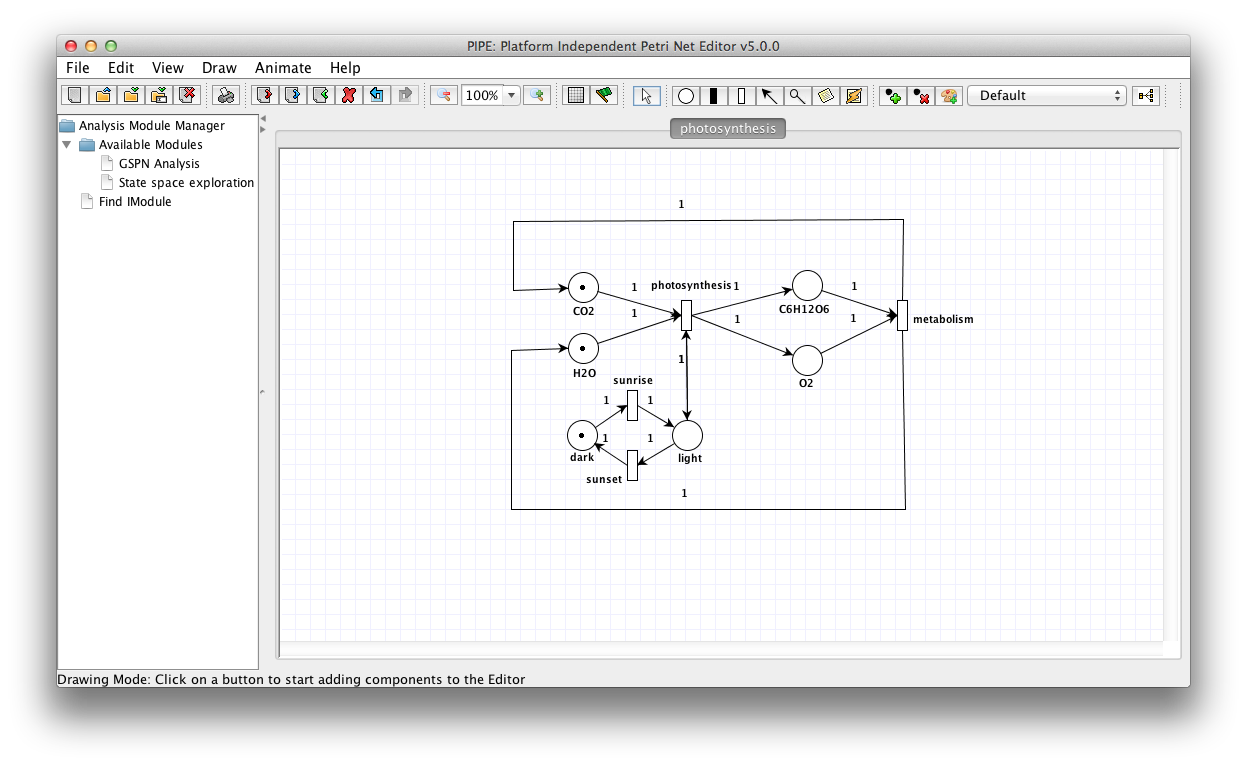 PIPE: Platform Independent Petri Net Editor v5.0.0
File Edit View Draw Animate Help
100% Default
Analysis Module Manager
Available Modules
GSPN Analysis
State space exploration
Find IModule
photosynthesis
1
photosynthesis 1
1
1
CO2
1
1
C6H12O6
1
1
metabolism
H2O
1
O2
sunrise
1
1
dark
1
1
light
sunset
1
Drawing Mode: Click on a button to start adding components to the Editor